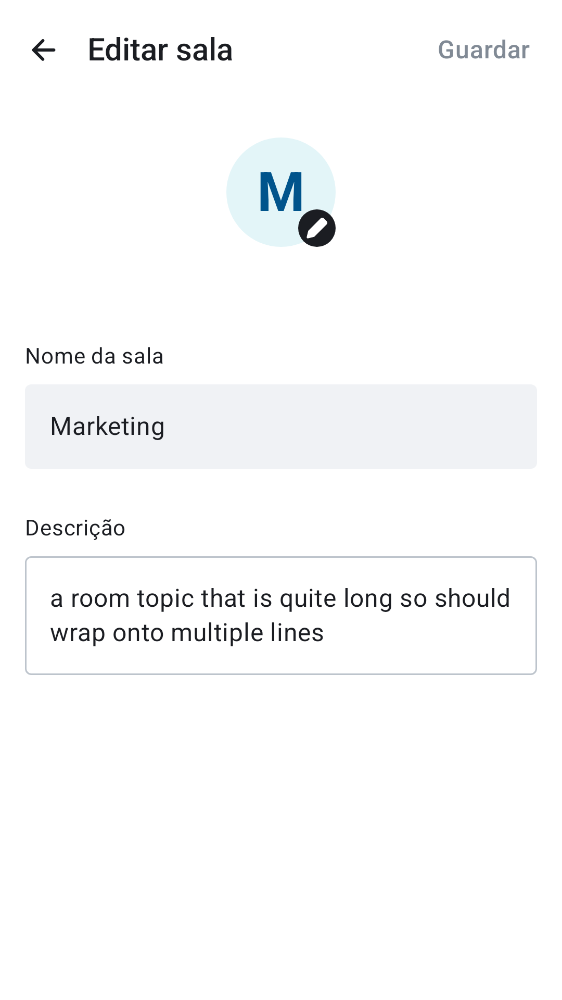 Editar sala
Guardar
M
Nome da sala
Marketing
Descrição
a room topic that is quite long so should
wrap onto multiple lines